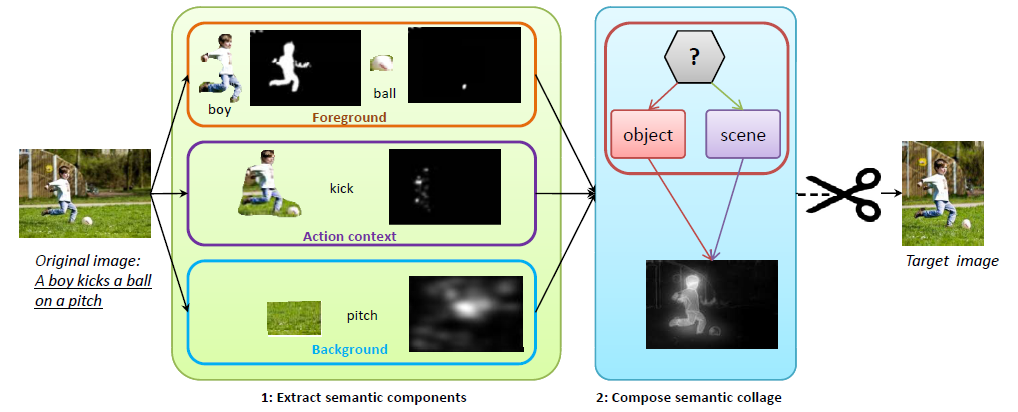 boy
ball
Foreground
kick
Action context
pitch
Background
Original image:
A boy kicks a ball
on a pitch
1: Extract semantic components
?
object
scene
2: Compose semantic collage
Target image